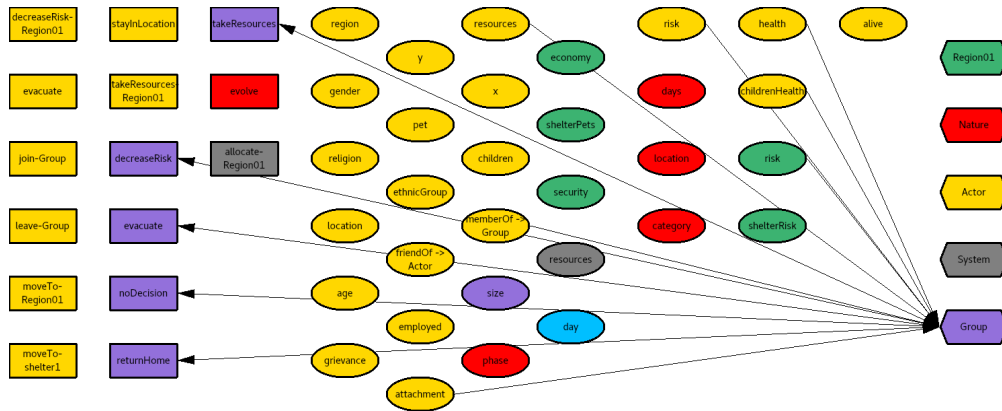 decreaseRisk-
Region01
stayInLocation
takeResources
region
resources
risk
health
alive
y
economy
Region01
evacuate
takeResources-
Region01
evolve
gender
x
days
childrenHealth
pet
shelterPets
Nature
join-Group
decreaseRisk
allocate-
Region01
religion
children
location
risk
ethnicGroup
security
Actor
leave-Group
evacuate
location
memberOf ->
Group
category
shelterRisk
friendOf ->
Actor
resources
System
moveTo-
Region01
noDecision
age
size
employed
day
Group
moveTo-
shelter1
returnHome
grievance
phase
attachment